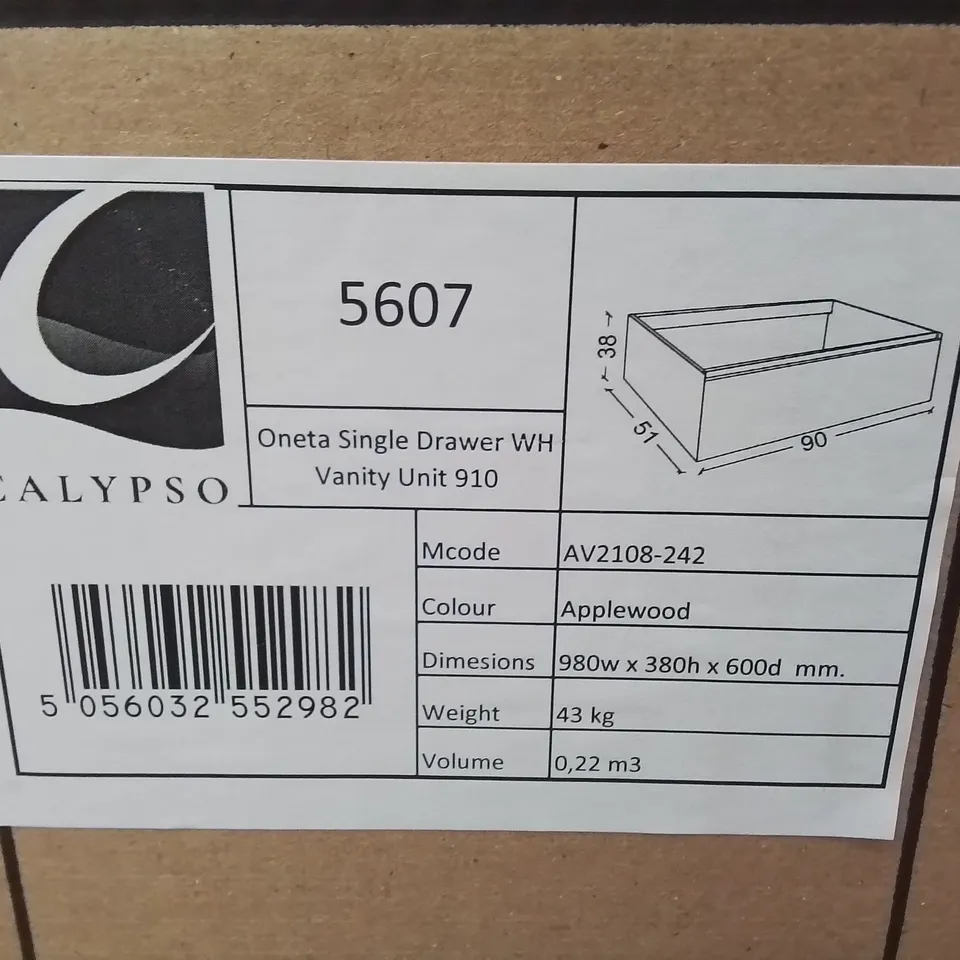 CALYPSO
5607
Oneta Single Drawer WH
Vanity Unit 910
38
51
90
Mcode AV2108-242
Colour Applewood
Dimesions 980w x 380h x 600d mm.
Weight 43 kg
Volume 0,22 m3
5 056032 552982